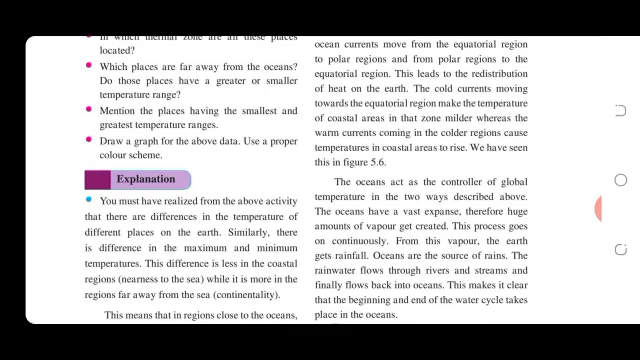 In which thermal zone are all these places
located?
• Which places are far away from the oceans?
Do those places have a greater or smaller
temperature range?
• Mention the places having the smallest and
greatest temperature ranges.
• Draw a graph for the above data. Use a proper
colour scheme.
Explanation
• You must have realized from the above activity
that there are differences in the temperature of
different places on the earth. Similarly, there
is difference in the maximum and minimum
temperatures. This difference is less in the coastal
regions (nearness to the sea) while it is more in the
regions far away from the sea (continentality).
This means that in regions close to the oceans,
ocean currents move from the equatorial region
to polar regions and from polar regions to
the equatorial region. This leads to the redistribution
of heat on the earth. The cold currents moving
towards the equatorial region make the temperature
of coastal areas in that zone milder whereas the
warm currents coming in the colder regions cause
temperatures in coastal areas to rise. We have seen
this in figure 5.6.
The oceans act as the controller of global
temperature in the two ways described above.
The oceans have a vast expanse, therefore huge
amounts of vapour get created. This process goes
on continuously. From this vapour, the earth
gets rainfall. Oceans are the source of rains. The
rainwater flows through rivers and streams and
finally flows back into oceans. This makes it clear
that the beginning and end of the water cycle takes
place in the oceans.